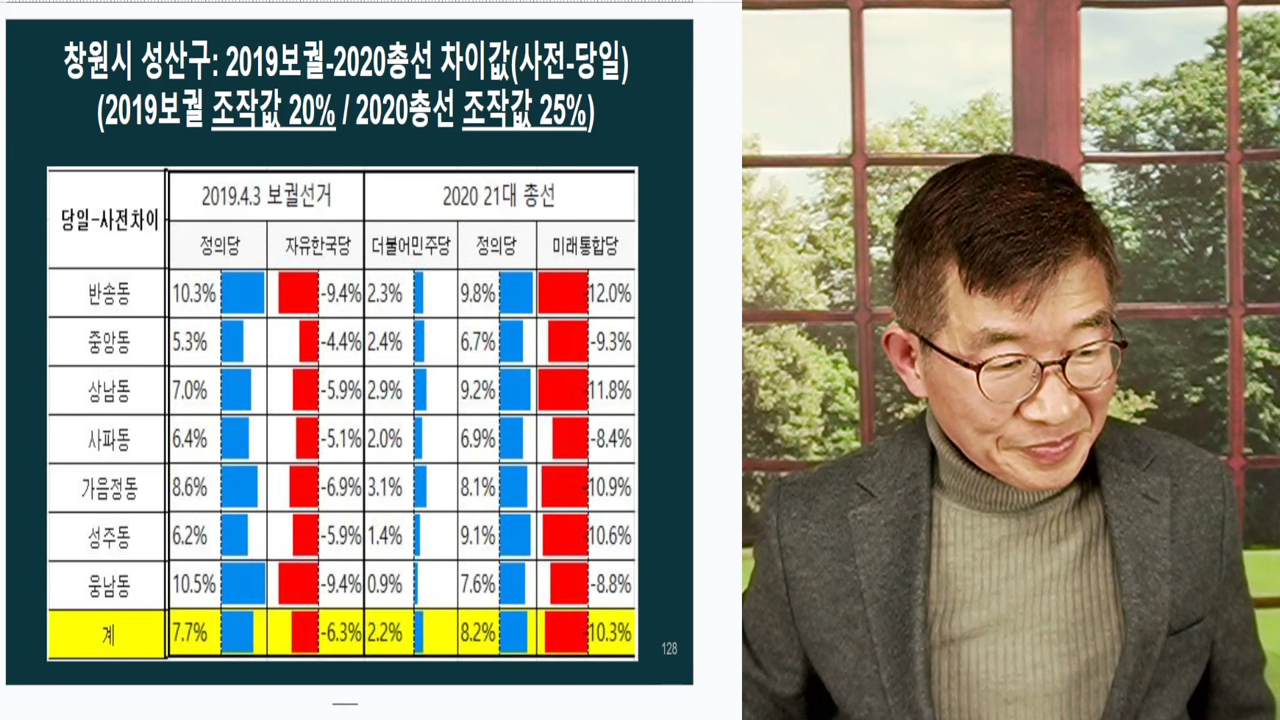 창원시 성산구: 2019보궐-2020총선 차이값(사전-당일)
(2019보궐 조작값 20% / 2020총선 조작값 25%)
당일-사전차이 2019.4.3 보궐선거 2020 21대 총선
정의당 자유한국당 더불어민주당 정의당 미래통합당
반송동 10.3% -9.4% 2.3% 9.8% -12.0%
중앙동 5.3% -4.4% 2.4% 6.7% -9.3%
상남동 7.0% -5.9% 2.9% 9.2% -11.8%
사파동 6.4% -5.1% 2.0% 6.9% -8.4%
가음정동 8.6% -6.9% 3.1% 8.1% -10.9%
성주동 6.2% -5.9% 1.4% 9.1% -10.6%
웅남동 10.5% -9.4% 0.9% 7.6% -8.8%
계 7.7% -6.3% 2.2% 8.2% -10.3%
128